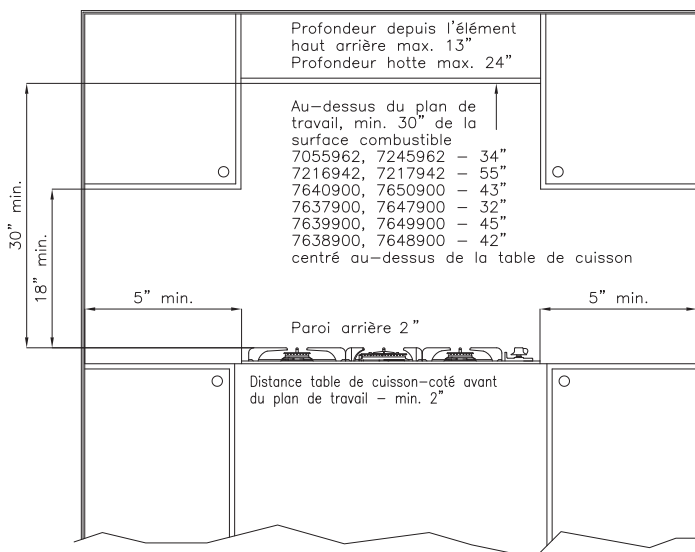 Profondeur depuis l'élément
haut arrière max. 13”
Profondeur hotte max. 24”
Au–dessus du plan de
travail, min. 30” de la
surface combustible
7055962, 7245962 – 34”
7216942, 7217942 – 55”
7640900, 7650900 – 43”
7637900, 7647900 – 32”
7639900, 7649900 – 45”
7638900, 7648900 – 42”
centré au–dessus de la table de cuisson
30” min.
18” min.
5” min.
5” min.
Paroi arrière 2”
Distance table de cuisson–coté avant
du plan de travail – min. 2”